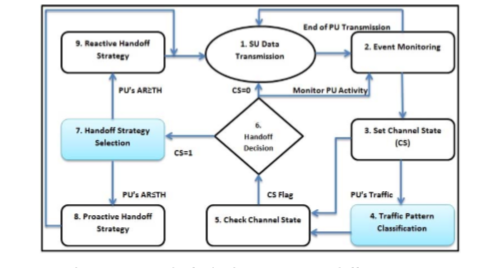 End of PU Transmission
9. Reactive Handoff
Strategy
1. SU Data
Transmission
2. Event Monitoring
PU's AR≥TH
CS=0
Monitor PU Activity
7. Handoff Strategy
Selection
CS=1
6.
Handoff
Decision
3. Set Channel State
(CS)
PU's AR≤TH
CS Flag
PU's Traffic
8. Proactive Handoff
Strategy
5. Check Channel State
4. Traffic Pattern
Classification